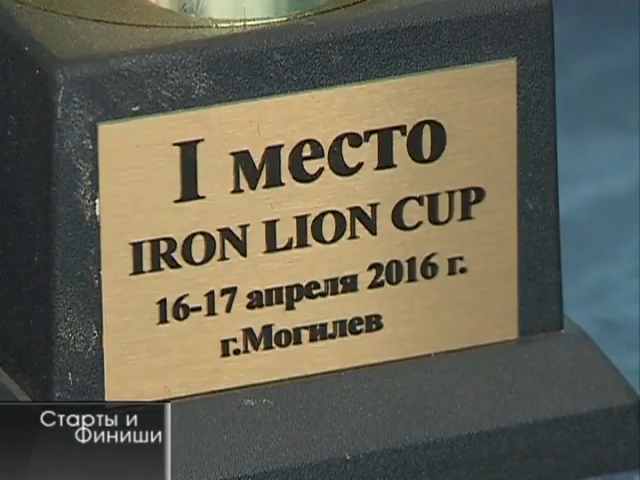 I место
IRON LION CUP
16-17 апреля 2016 г.
г.Могилев
Старты и
Финиши